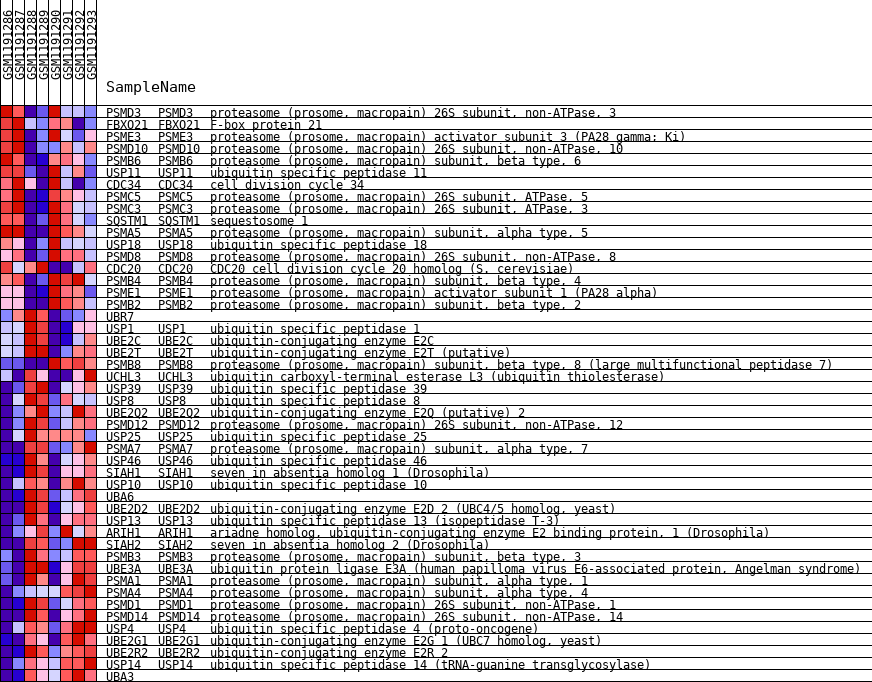 GSM1191286
GSM1191287
GSM1191288
GSM1191289
GSM1191290
GSM1191291
GSM1191292
GSM1191293
SampleName
PSMD3 PSMD3 proteasome (prosome, macropain) 26S subunit, non-ATPase, 3
FBXO21 FBXO21 F-box protein 21
PSME3 PSME3 proteasome (prosome, macropain) activator subunit 3 (PA28 gamma; Ki)
PSMD10 PSMD10 proteasome (prosome, macropain) 26S subunit, non-ATPase, 10
PSMB6 PSMB6 proteasome (prosome, macropain) subunit, beta type, 6
USP11 USP11 ubiquitin specific peptidase 11
CDC34 CDC34 cell division cycle 34
PSMC5 PSMC5 proteasome (prosome, macropain) 26S subunit, ATPase, 5
PSMC3 PSMC3 proteasome (prosome, macropain) 26S subunit, ATPase, 3
SQSTM1 SQSTM1 sequestosome 1
PSMA5 PSMA5 proteasome (prosome, macropain) subunit, alpha type, 5
USP18 USP18 ubiquitin specific peptidase 18
PSMD8 PSMD8 proteasome (prosome, macropain) 26S subunit, non-ATPase, 8
CDC20 CDC20 CDC20 cell division cycle 20 homolog (S. cerevisiae)
PSMB4 PSMB4 proteasome (prosome, macropain) subunit, beta type, 4
PSME1 PSME1 proteasome (prosome, macropain) activator subunit 1 (PA28 alpha)
PSMB2 PSMB2 proteasome (prosome, macropain) subunit, beta type, 2
UBR7
USP1 USP1 ubiquitin specific peptidase 1
UBE2C UBE2C ubiquitin-conjugating enzyme E2C
UBE2T UBE2T ubiquitin-conjugating enzyme E2T (putative)
PSMB8 PSMB8 proteasome (prosome, macropain) subunit, beta type, 8 (large multifunctional peptidase 7)
UCHL3 UCHL3 ubiquitin carboxyl-terminal esterase L3 (ubiquitin thiolesterase)
USP39 USP39 ubiquitin specific peptidase 39
USP8 USP8 ubiquitin specific peptidase 8
UBE2Q2 UBE2Q2 ubiquitin-conjugating enzyme E2Q (putative) 2
PSMD12 PSMD12 proteasome (prosome, macropain) 26S subunit, non-ATPase, 12
USP25 USP25 ubiquitin specific peptidase 25
PSMA7 PSMA7 proteasome (prosome, macropain) subunit, alpha type, 7
USP46 USP46 ubiquitin specific peptidase 46
SIAH1 SIAH1 seven in absentia homolog 1 (Drosophila)
USP10 USP10 ubiquitin specific peptidase 10
UBA6
UBE2D2 UBE2D2 ubiquitin-conjugating enzyme E2D 2 (UBC4/5 homolog, yeast)
USP13 USP13 ubiquitin specific peptidase 13 (isopeptidase T-3)
ARIH1 ARIH1 ariadne homolog, ubiquitin-conjugating enzyme E2 binding protein, 1 (Drosophila)
SIAH2 SIAH2 seven in absentia homolog 2 (Drosophila)
PSMB3 PSMB3 proteasome (prosome, macropain) subunit, beta type, 3
UBE3A UBE3A ubiquitin protein ligase E3A (human papilloma virus E6-associated protein, Angelman syndrome)
PSMA1 PSMA1 proteasome (prosome, macropain) subunit, alpha type, 1
PSMA4 PSMA4 proteasome (prosome, macropain) subunit, alpha type, 4
PSMD1 PSMD1 proteasome (prosome, macropain) 26S subunit, non-ATPase, 1
PSMD14 PSMD14 proteasome (prosome, macropain) 26S subunit, non-ATPase, 14
USP4 USP4 ubiquitin specific peptidase 4 (proto-oncogene)
UBE2G1 UBE2G1 ubiquitin-conjugating enzyme E2G 1 (UBC7 homolog, yeast)
UBE2R2 UBE2R2 ubiquitin-conjugating enzyme E2R 2
USP14 USP14 ubiquitin specific peptidase 14 (tRNA-guanine transglycosylase)
UBA3